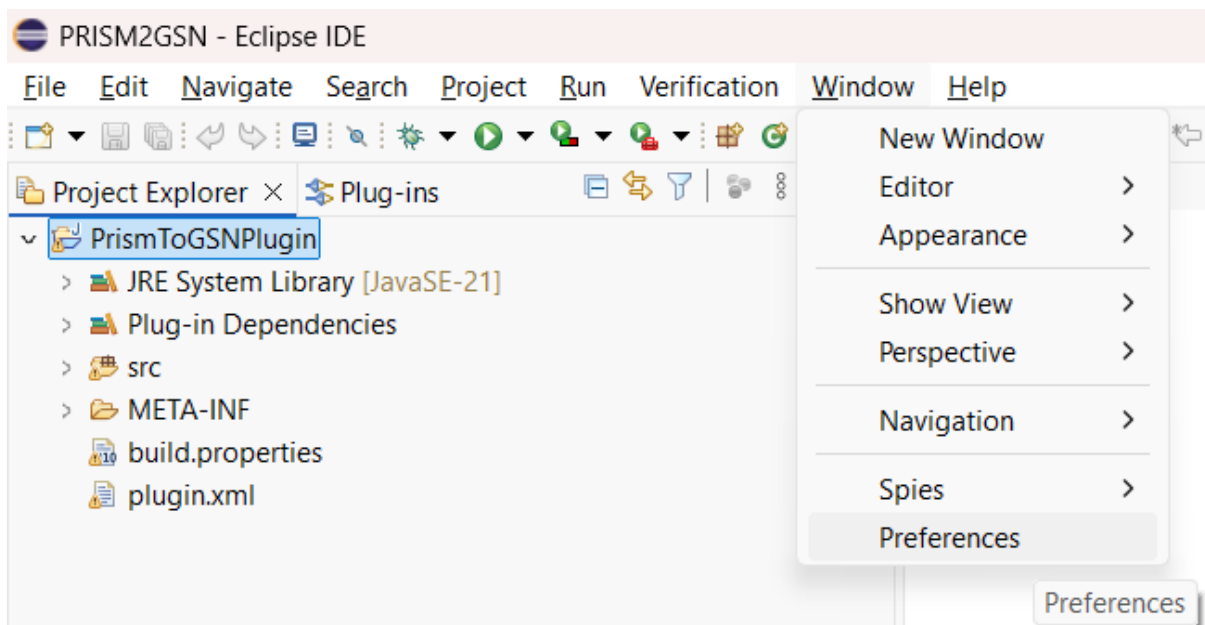 PRISM2GSN - Eclipse IDE
File Edit Navigate Search Project Run Verification Window Help
Project Explorer Plug-ins
PrismToGSNPlugin
JRE System Library [JavaSE-21]
Plug-in Dependencies
src
META-INF
build.properties
plugin.xml
New Window
Editor
Appearance
Show View
Perspective
Navigation
Spies
Preferences
Preferences